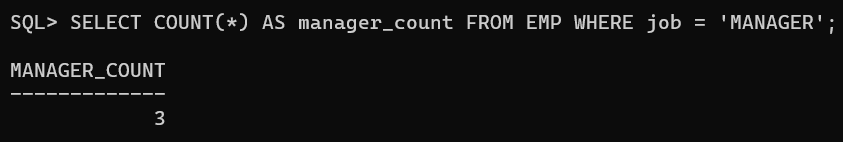 SQL> SELECT COUNT(*) AS manager_count FROM EMP WHERE job = 'MANAGER';
MANAGER_COUNT
-------------
3